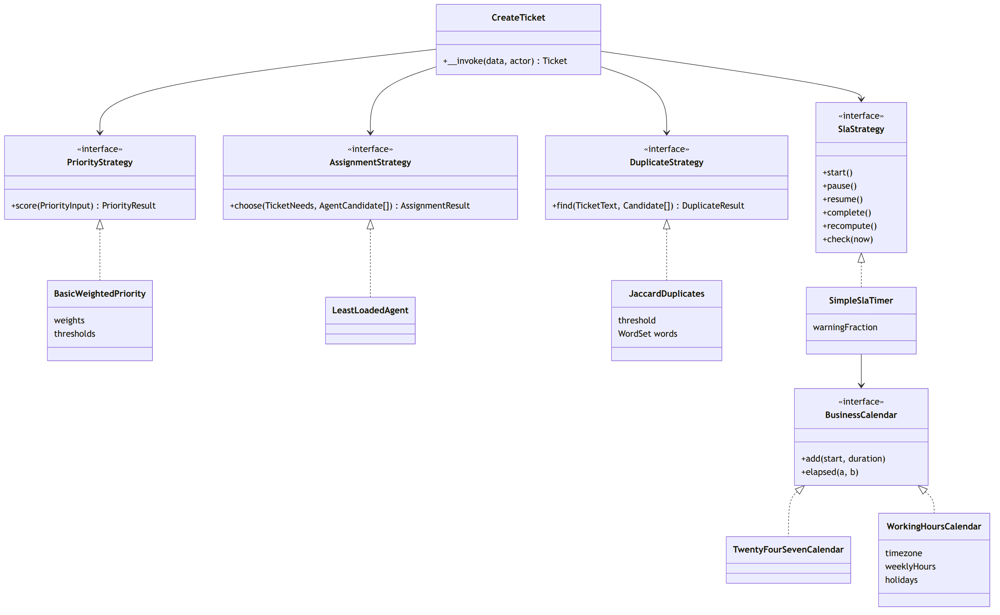 CreateTicket
+__invoke(data, actor) : Ticket
«interface»
PriorityStrategy
+score(PriorityInput) : PriorityResult
«interface»
AssignmentStrategy
+choose(TicketNeeds, AgentCandidate[]) : AssignmentResult
«interface»
DuplicateStrategy
+find(TicketText, Candidate[]) : DuplicateResult
«interface»
SlaStrategy
+start()
+pause()
+resume()
+complete()
+recompute()
+check(now)
BasicWeightedPriority
weights
thresholds
LeastLoadedAgent
JaccardDuplicates
threshold
WordSet words
SimpleSlaTimer
warningFraction
«interface»
BusinessCalendar
+add(start, duration)
+elapsed(a, b)
TwentyFourSevenCalendar
WorkingHoursCalendar
timezone
weeklyHours
holidays